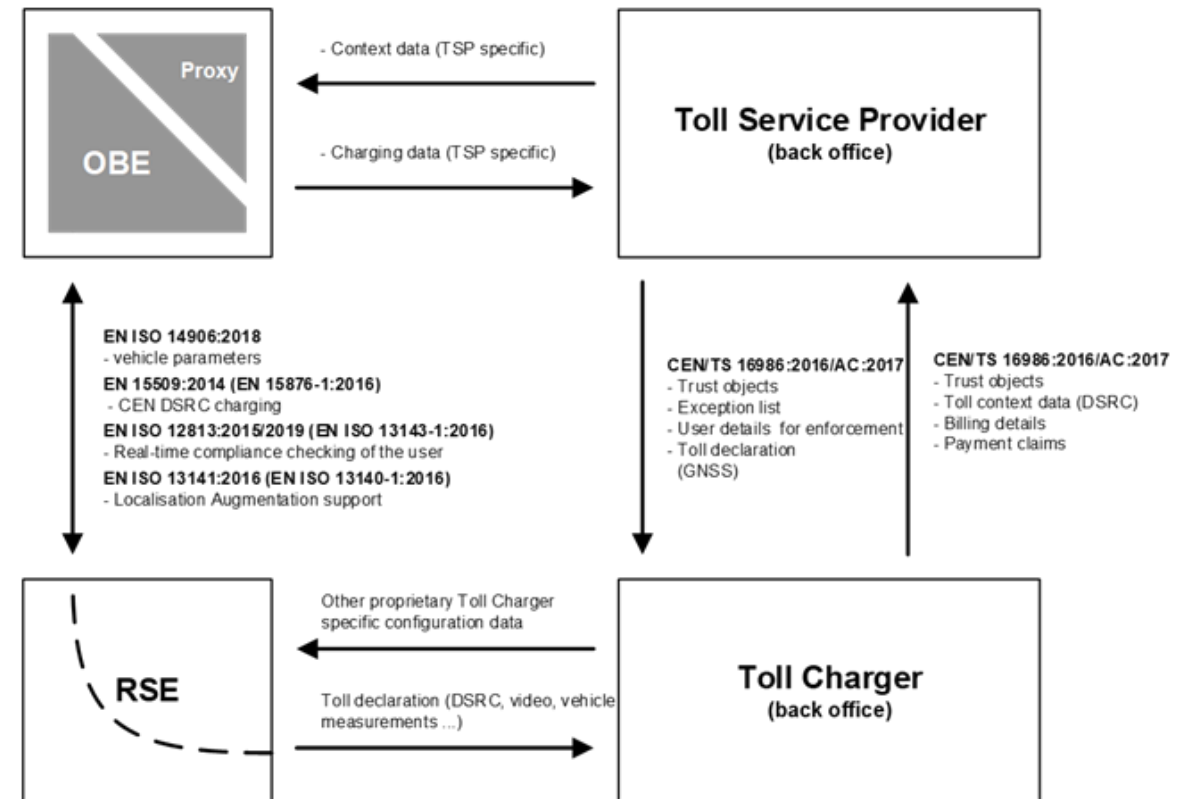 Proxy
OBE
- Context data (TSP specific)
- Charging data (TSP specific)
Toll Service Provider
(back office)
EN ISO 14906:2018
- vehicle parameters
EN 15509:2014 (EN 15876-1:2016)
- CEN DSRC charging
EN ISO 12813:2015/2019 (EN ISO 13143-1:2016)
- Real-time compliance checking of the user
EN ISO 13141:2016 (EN ISO 13140-1:2016)
- Localisation Augmentation support
CEN/TS 16986:2016/AC:2017
- Trust objects
- Exception list
- User details for enforcement
- Toll declaration
(GNSS)
CEN/TS 16986:2016/AC:2017
- Trust objects
- Toll context data (DSRC)
- Billing details
- Payment claims
RSE
Other proprietary Toll Charger
specific configuration data
Toll declaration (DSRC, video, vehicle
measurements ...)
Toll Charger
(back office)